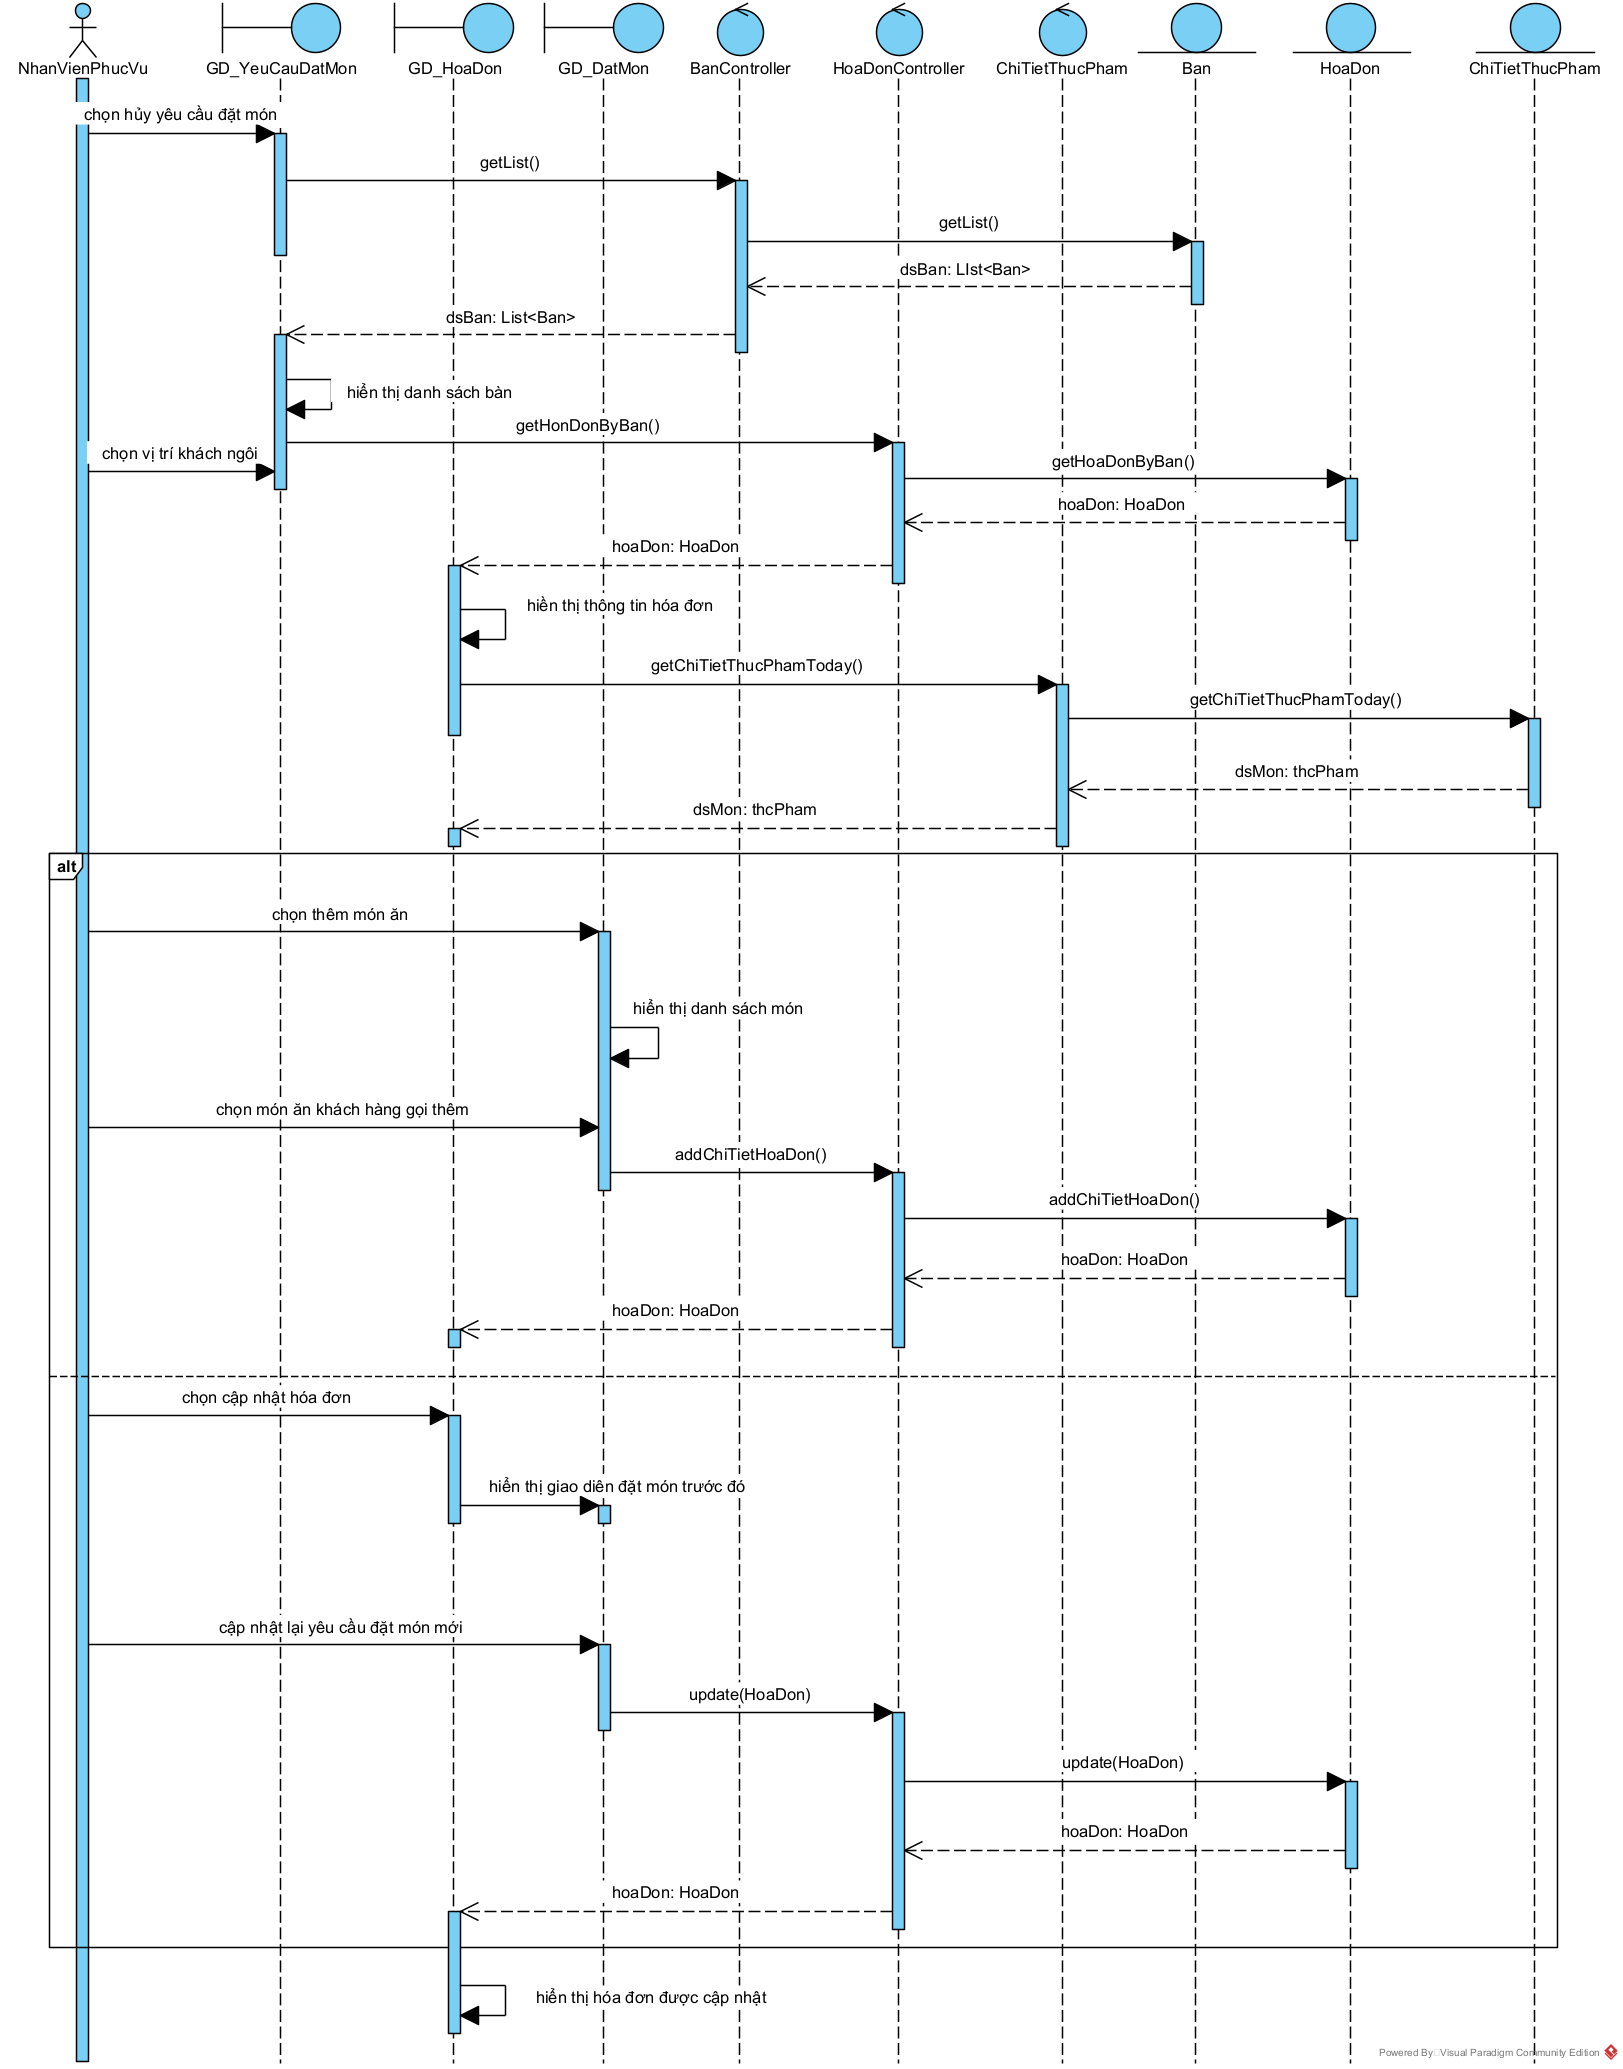 NhanVienPhucVu
GD_YeuCauDatMon
GD_HoaDon
GD_DatMon
BanController
HoaDonController
ChiTietThucPham
Ban
HoaDon
ChiTietThucPham
chọn hủy yêu cầu đặt món
getList()
getList()
dsBan: LIst<Ban>
dsBan: List<Ban>
hiển thị danh sách bàn
getHonDonByBan()
chọn vị trí khách ngôi
getHoaDonByBan()
hoaDon: HoaDon
hoaDon: HoaDon
hiền thị thông tin hóa đơn
getChiTietThucPhamToday()
getChiTietThucPhamToday()
dsMon: thcPham
dsMon: thcPham
alt
chọn thêm món ăn
hiển thị danh sách món
chọn món ăn khách hàng gọi thêm
addChiTietHoaDon()
addChiTietHoaDon()
hoaDon: HoaDon
hoaDon: HoaDon
chọn cập nhật hóa đơn
hiển thị giao diên đặt món trước đó
cập nhật lại yêu cầu đặt món mới
update(HoaDon)
update(HoaDon)
hoaDon: HoaDon
hoaDon: HoaDon
hiển thị hóa đơn được cập nhật
Powered By Visual Paradigm Community Edition